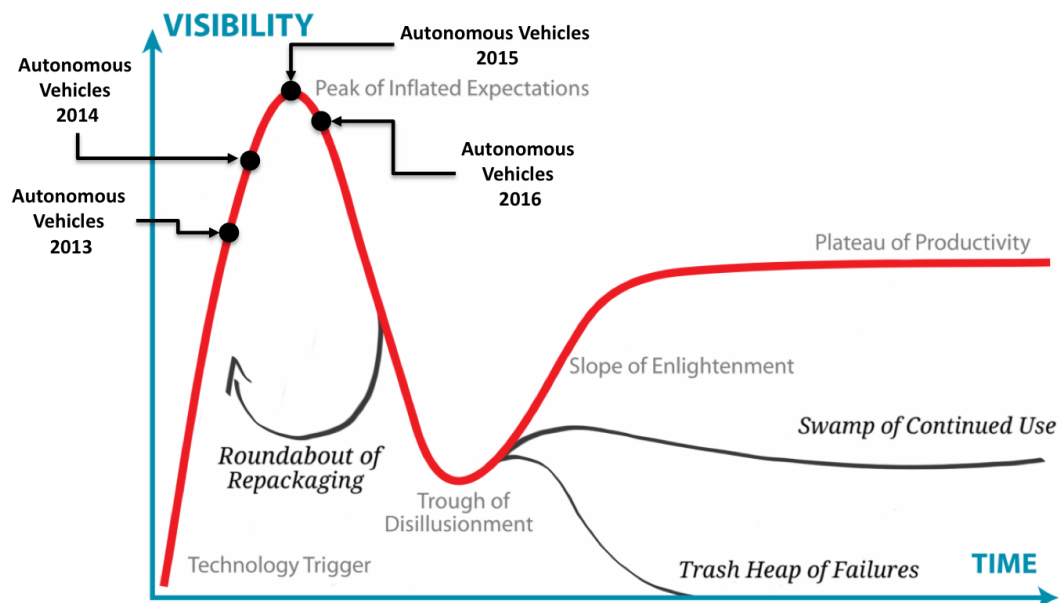 VISIBILITY
Autonomous Vehicles
2015
Autonomous
Vehicles
2014
Peak of Inflated Expectations
Autonomous
Vehicles
2016
Autonomous
Vehicles
2013
Plateau of Productivity
Slope of Enlightenment
Swamp of Continued Use
Roundabout of
Repackaging
Trough of
Disillusionment
Technology Trigger
Trash Heap of Failures
TIME